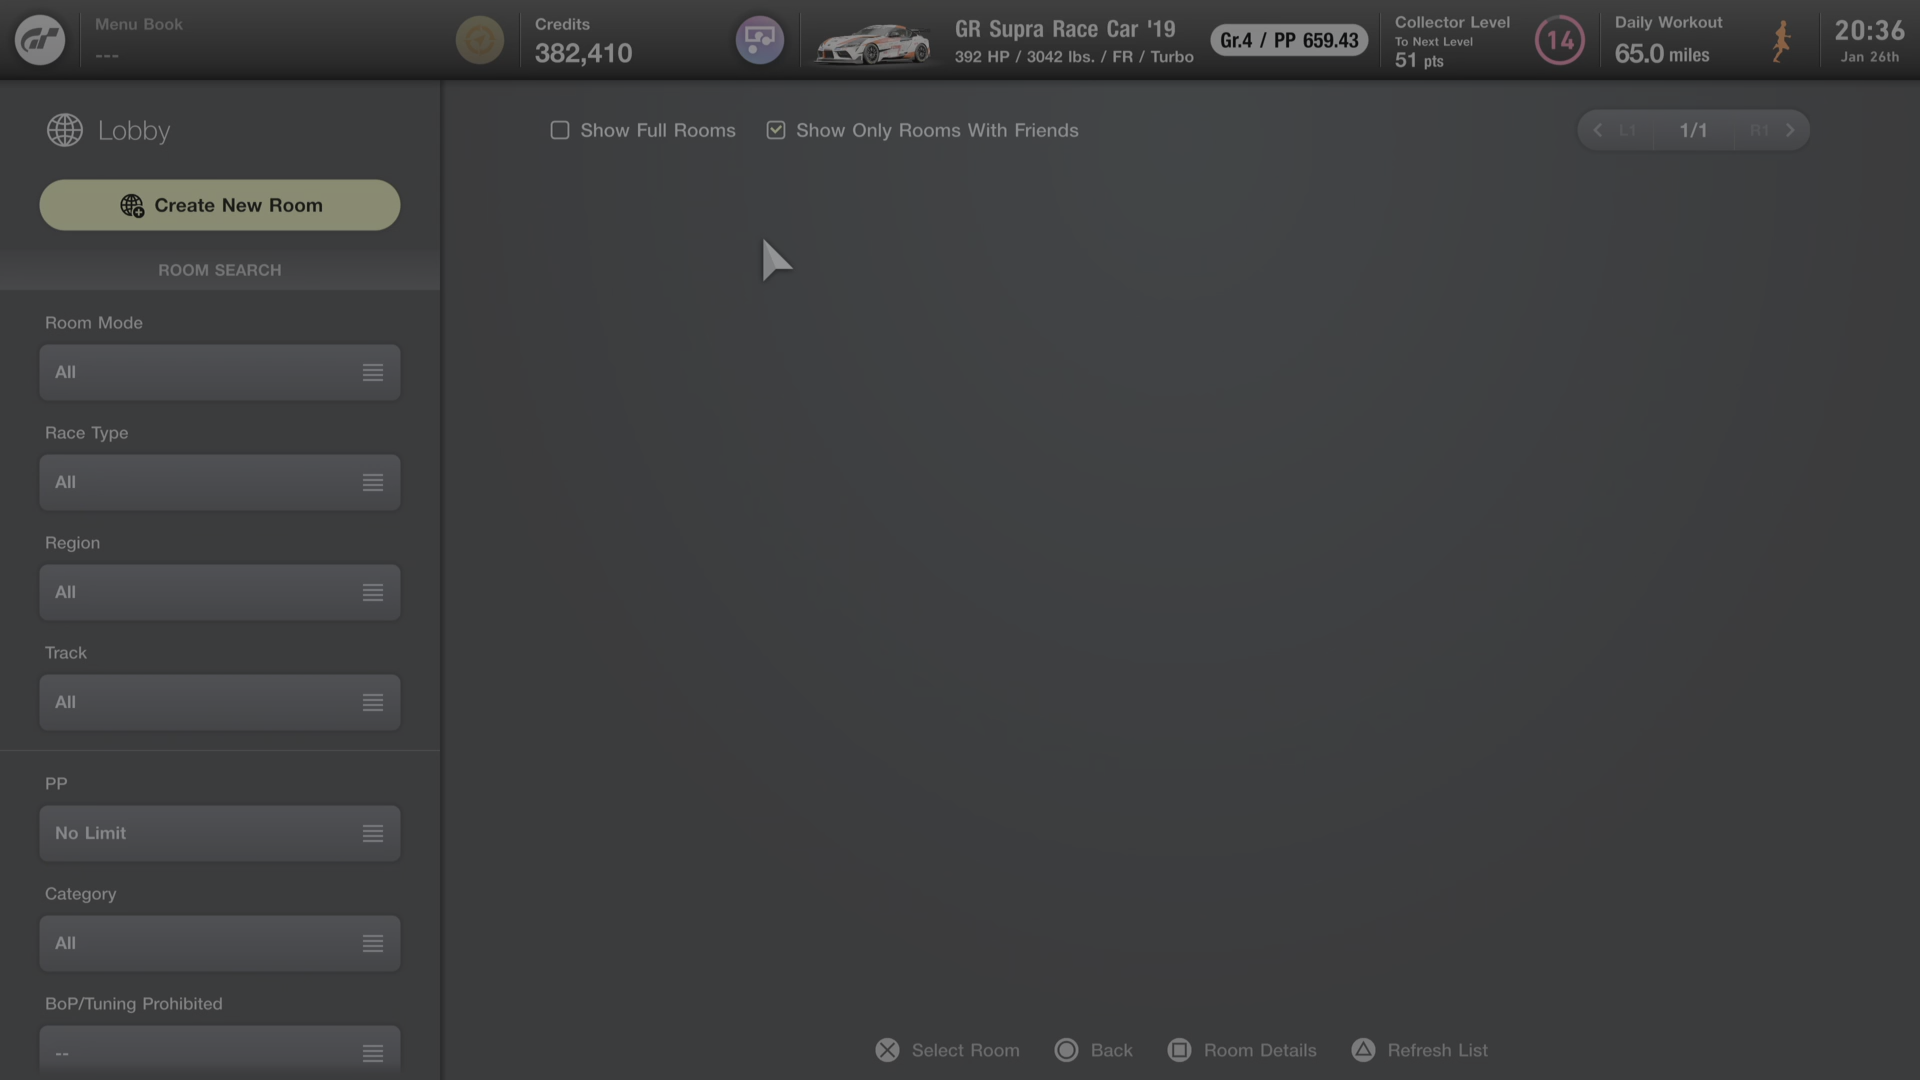 Menu Book
---
Credits
382,410
GR Supra Race Car '19
392 HP / 3042 lbs. / FR / Turbo
Gr.4 / PP 659.43
Collector Level
To Next Level
51 pts
14
Daily Workout
65.0 miles
20:36
Jan 26th
Lobby
Show Full Rooms
Show Only Rooms With Friends
L1
1/1
R1
Create New Room
ROOM SEARCH
Room Mode
All
Race Type
All
Region
All
Track
All
PP
No Limit
Category
All
BoP/Tuning Prohibited
--
Select Room
Back
Room Details
Refresh List